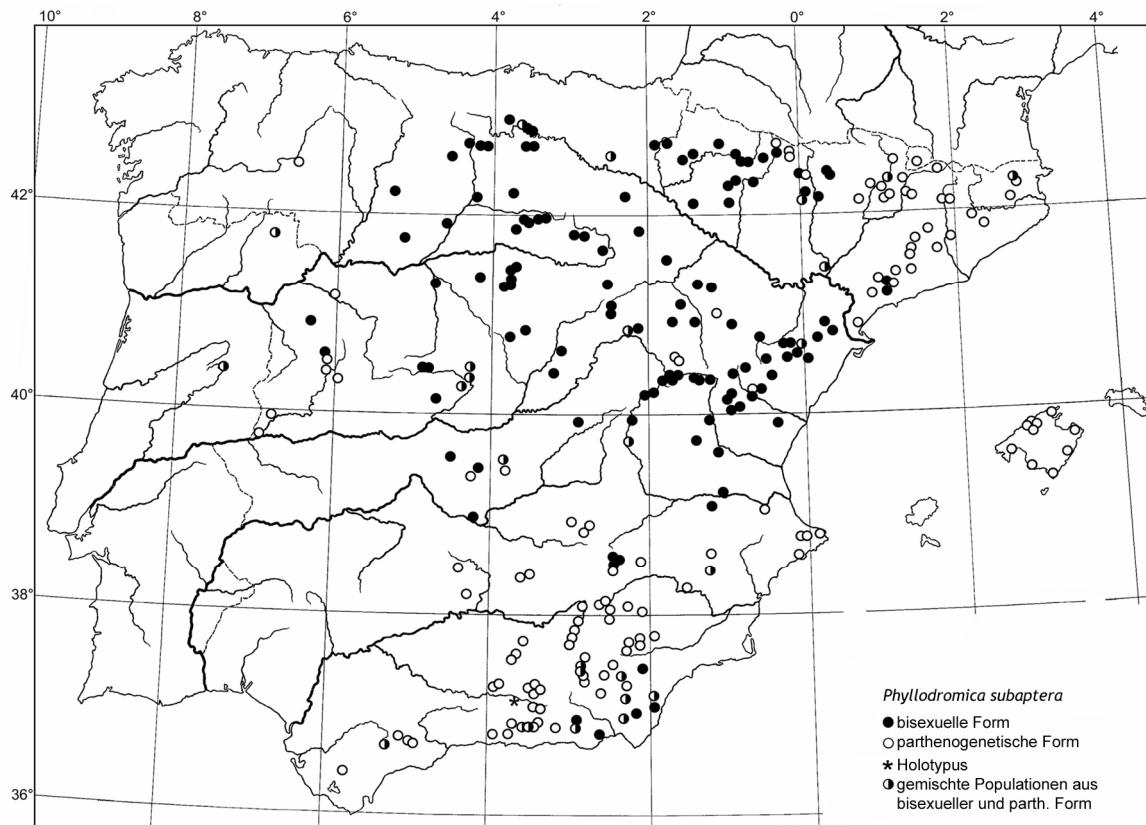 10° 8° 6° 4° 2° 0° 2° 4°
42°
40°
38°
36°
Phyllodromica subaptera
bisexuelle Form
parthenogenetische Form
* Holotypus
gemischte Populationen aus
bisexueller und parth. Form